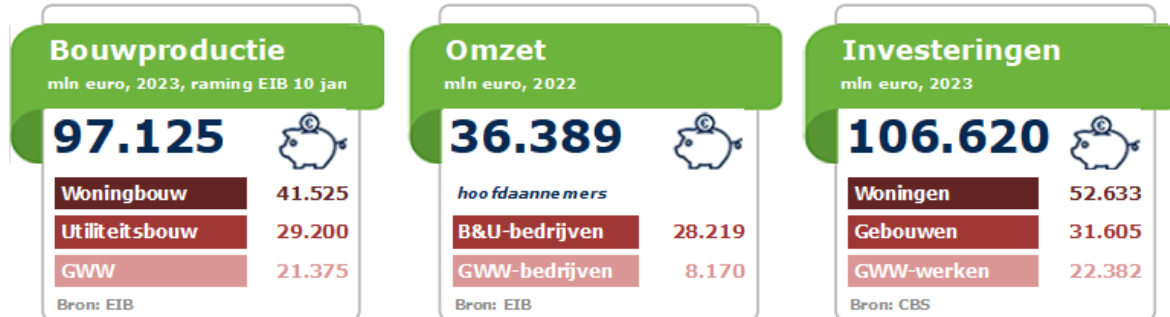 Bouwproductie
mln euro, 2023, raming EIB 10 jan
97.125
€
Woningbouw 41.525
Utiliteitsbouw 29.200
GWW 21.375
Bron: EIB
Omzet
mln euro, 2022
36.389
€
hoofdaannemers
B&U-bedrijven 28.219
GWW-bedrijven 8.170
Bron: EIB
Investeringen
mln euro, 2023
106.620
€
Woningen 52.633
Gebouwen 31.605
GWW-werken 22.382
Bron: CBS